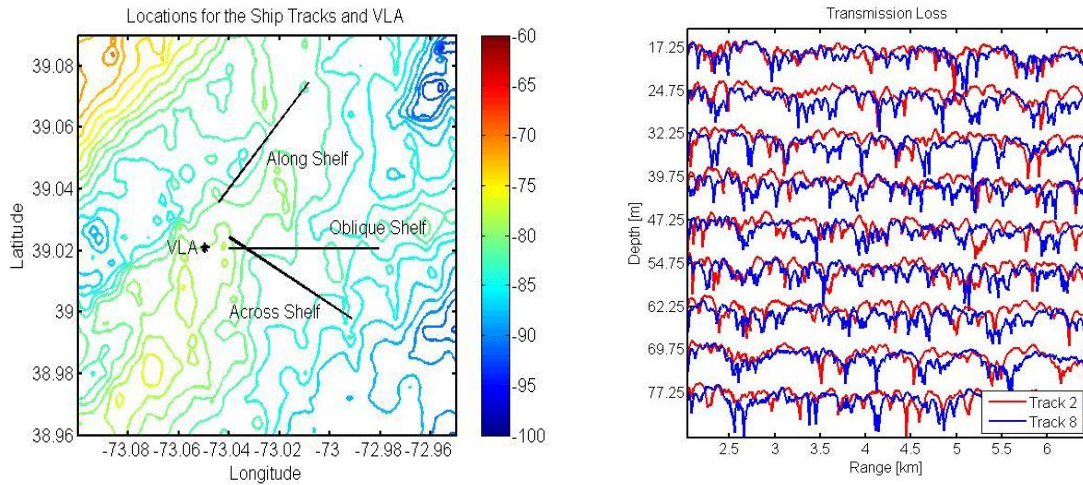 Locations for the Ship Tracks and VLA
39.08
39.06
39.04
39.02
39
38.98
38.96
Latitude
Along Shelf
Oblique Shelf
VLA
Across Shelf
-73.08 -73.06 -73.04 -73.02 -73 -72.98 -72.96
Longitude
-60
-65
-70
-75
-80
-85
-90
-95
-100
Transmission Loss
17.25
24.75
32.25
39.75
47.25
54.75
62.25
69.75
77.25
Depth [m]
Track 2
Track 8
2.5 3 3.5 4 4.5 5 5.5 6
Range [km]